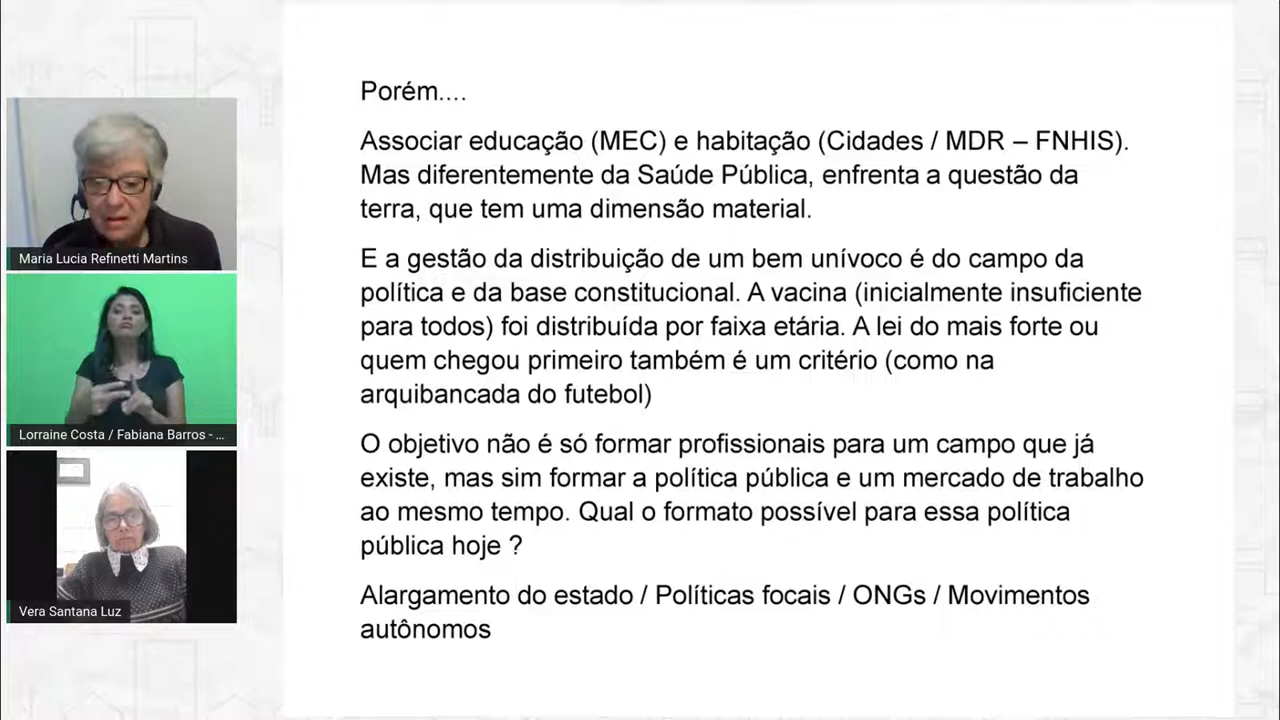 Porém....
Associar educação (MEC) e habitação (Cidades / MDR – FNHIS).
Mas diferentemente da Saúde Pública, enfrenta a questão da
terra, que tem uma dimensão material.
E a gestão da distribuição de um bem unívoco é do campo da
política e da base constitucional. A vacina (inicialmente insuficiente
para todos) foi distribuída por faixa etária. A lei do mais forte ou
quem chegou primeiro também é um critério (como na
arquibancada do futebol)
O objetivo não é só formar profissionais para um campo que já
existe, mas sim formar a política pública e um mercado de trabalho
ao mesmo tempo. Qual o formato possível para essa política
pública hoje ?
Alargamento do estado / Políticas focais / ONGs / Movimentos
autônomos
Maria Lucia Refinetti Martins
Lorraine Costa / Fabiana Barros - ...
Vera Santana Luz